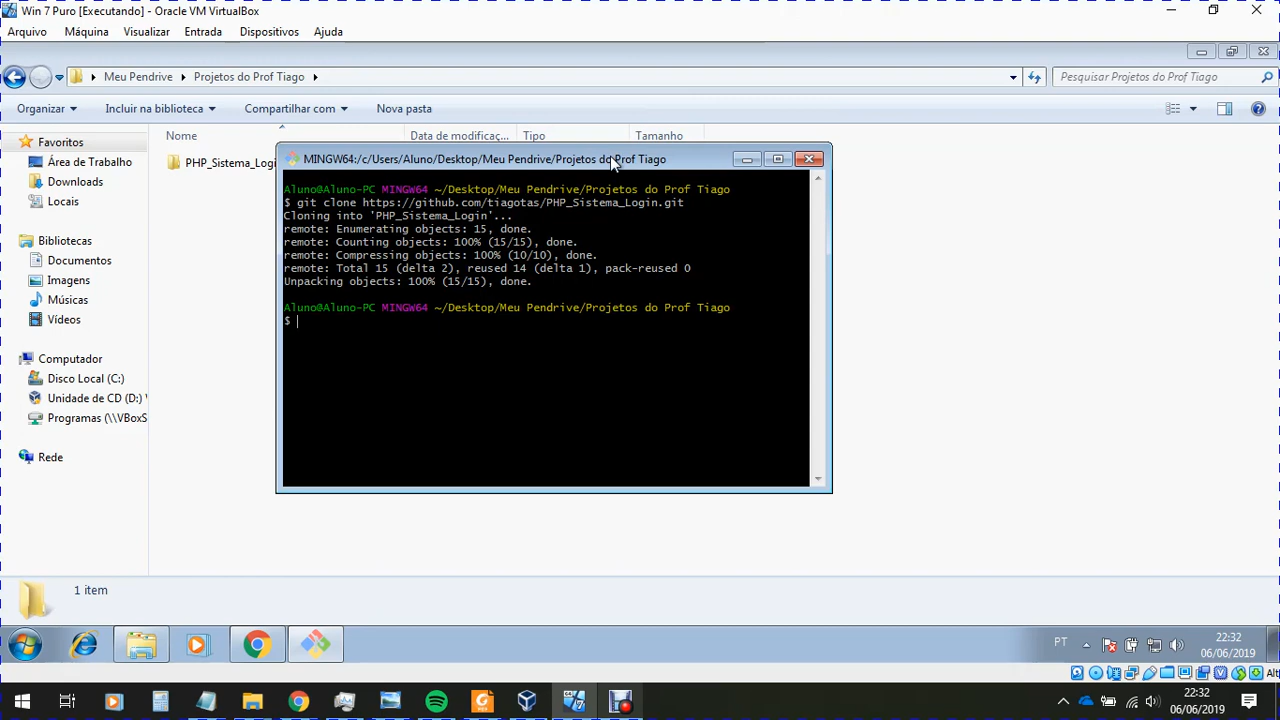 Win 7 Puro [Executando] - Oracle VM VirtualBox
Arquivo Máquina Visualizar Entrada Dispositivos Ajuda
Meu Pendrive Projetos do Prof Tiago
Pesquisar Projetos do Prof Tiago
Organizar Incluir na biblioteca Compartilhar com Nova pasta
Nome Data de modificaç... Tipo Tamanho
Favoritos
Área de Trabalho
Downloads
Locais
Bibliotecas
Documentos
Imagens
Músicas
Vídeos
Computador
Disco Local (C:)
Unidade de CD (D:)
Programas (\\VBoxS
Rede
PHP_Sistema_Logi
MINGW64:/c/Users/Aluno/Desktop/Meu Pendrive/Projetos do Prof Tiago
Aluno@Aluno-PC MINGW64 ~/Desktop/Meu Pendrive/Projetos do Prof Tiago
$ git clone https://github.com/tiagotas/PHP_Sistema_Login.git
Cloning into 'PHP_Sistema_Login'...
remote: Enumerating objects: 15, done.
remote: Counting objects: 100% (15/15), done.
remote: Compressing objects: 100% (10/10), done.
remote: Total 15 (delta 2), reused 14 (delta 1), pack-reused 0
Unpacking objects: 100% (15/15), done.
Aluno@Aluno-PC MINGW64 ~/Desktop/Meu Pendrive/Projetos do Prof Tiago
$
1 item
PT
22:32
06/06/2019
Alt
22:32
06/06/2019